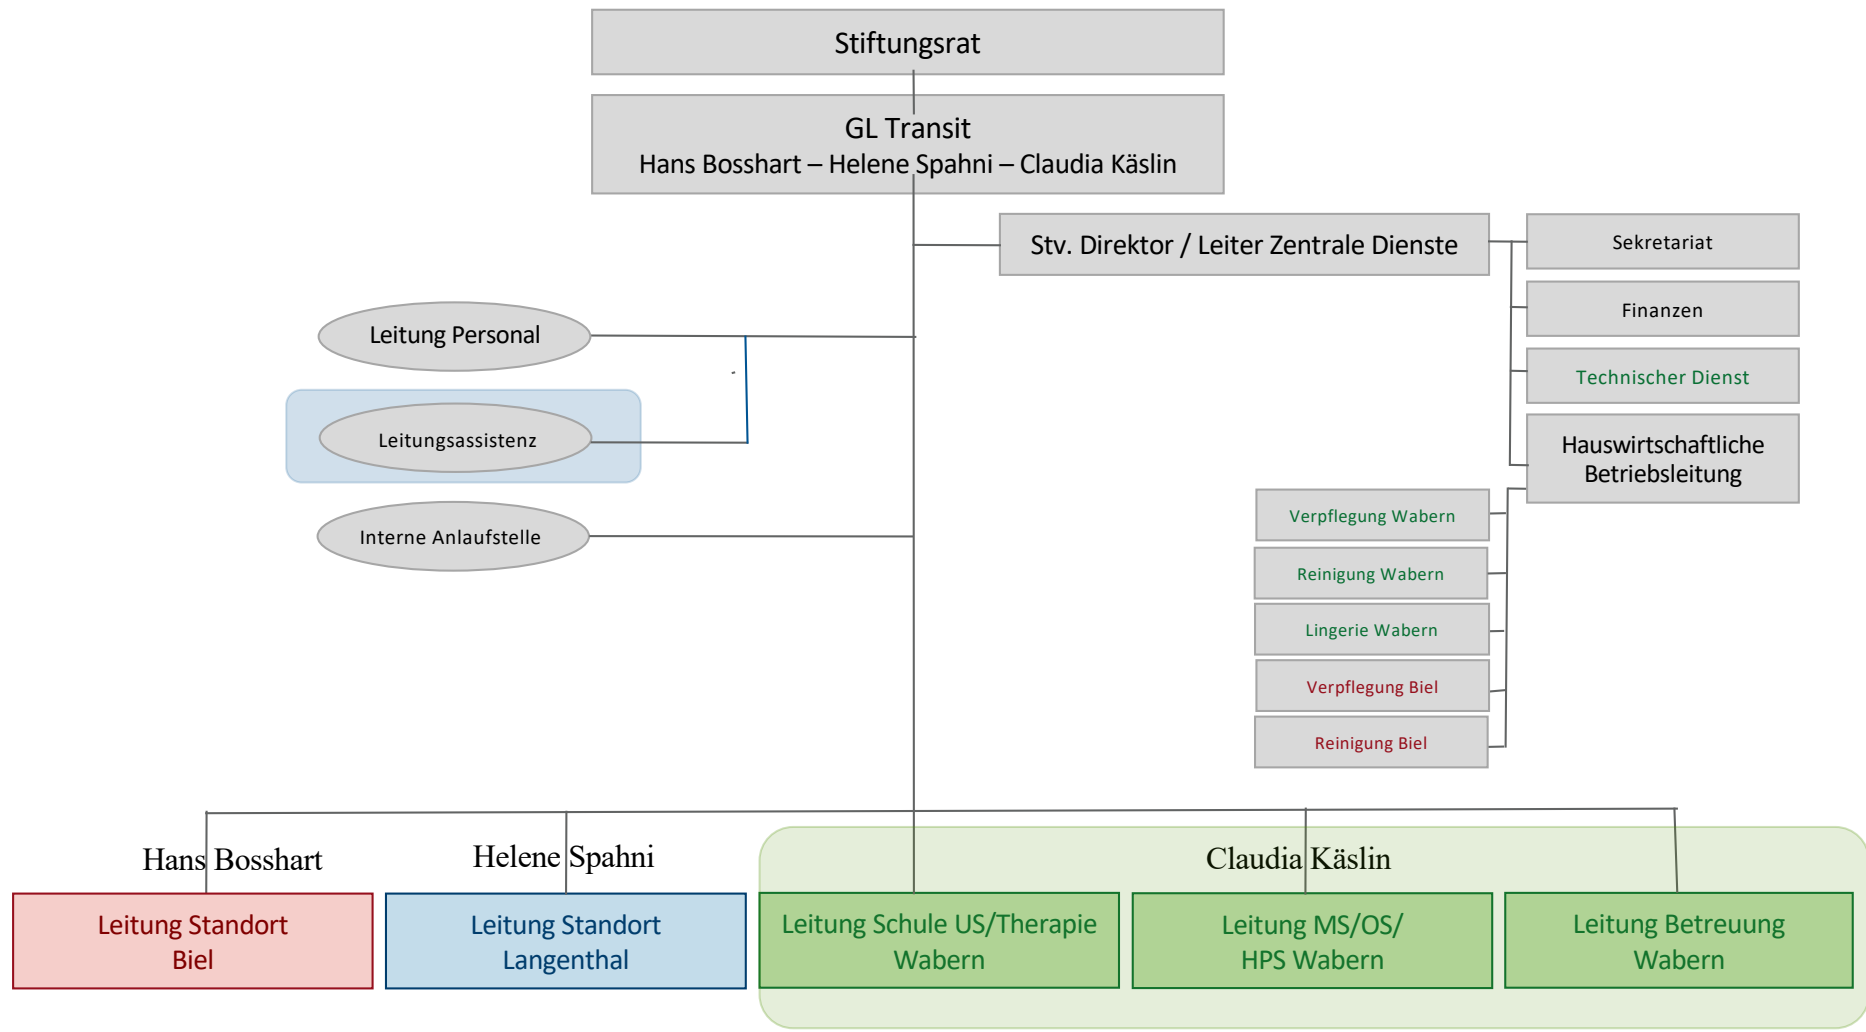 Stiftungsrat
GL Transit
Hans Bosshart – Helene Spahni – Claudia Käslin
Stv. Direktor / Leiter Zentrale Dienste
Sekretariat
Finanzen
Technischer Dienst
Hauswirtschaftliche
Betriebsleitung
Leitung Personal
Leitungsassistenz
Interne Anlaufstelle
Verpflegung Wabern
Reinigung Wabern
Lingerie Wabern
Verpflegung Biel
Reinigung Biel
Hans Bosshart
Helene Spahni
Claudia Käslin
Leitung Standort
Biel
Leitung Standort
Langenthal
Leitung Schule US/Therapie
Wabern
Leitung MS/OS/
HPS Wabern
Leitung Betreuung
Wabern